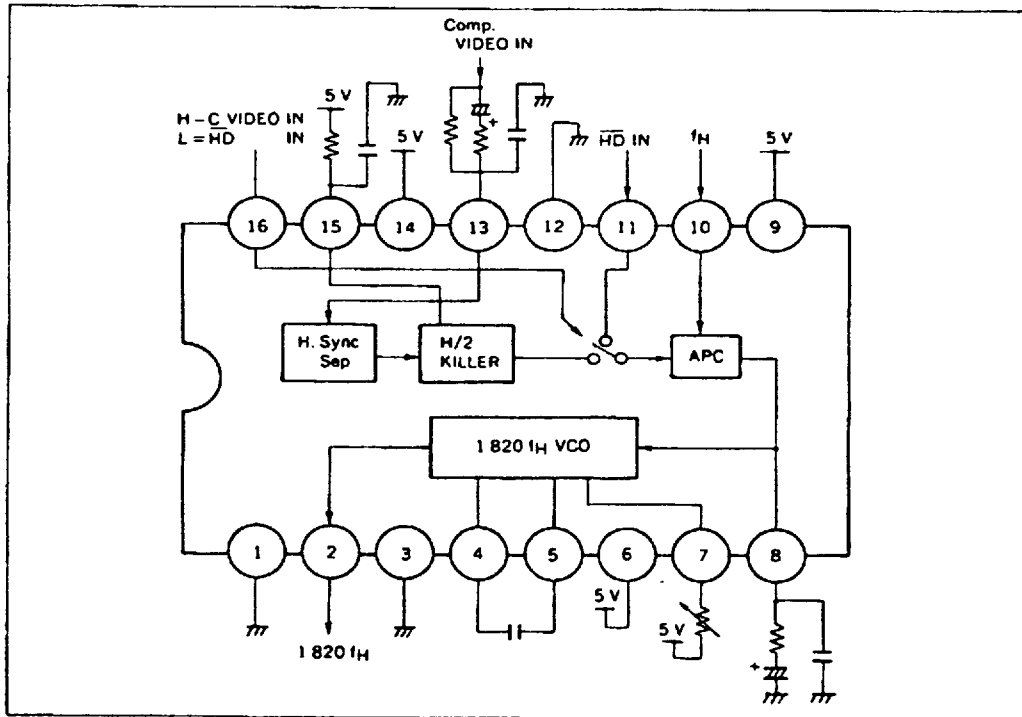 Comp.
VIDEO IN
5 V
H – C VIDEO IN
L = H̅D̅ IN
5 V
H̅D̅ IN
fH
5 V
+
16
15
14
13
12
11
10
9
H. Sync
Sep
H/2
KILLER
APC
1 820 fH VCO
1
2
3
4
5
6
7
8
5 V
5 V
1 820 fH
+